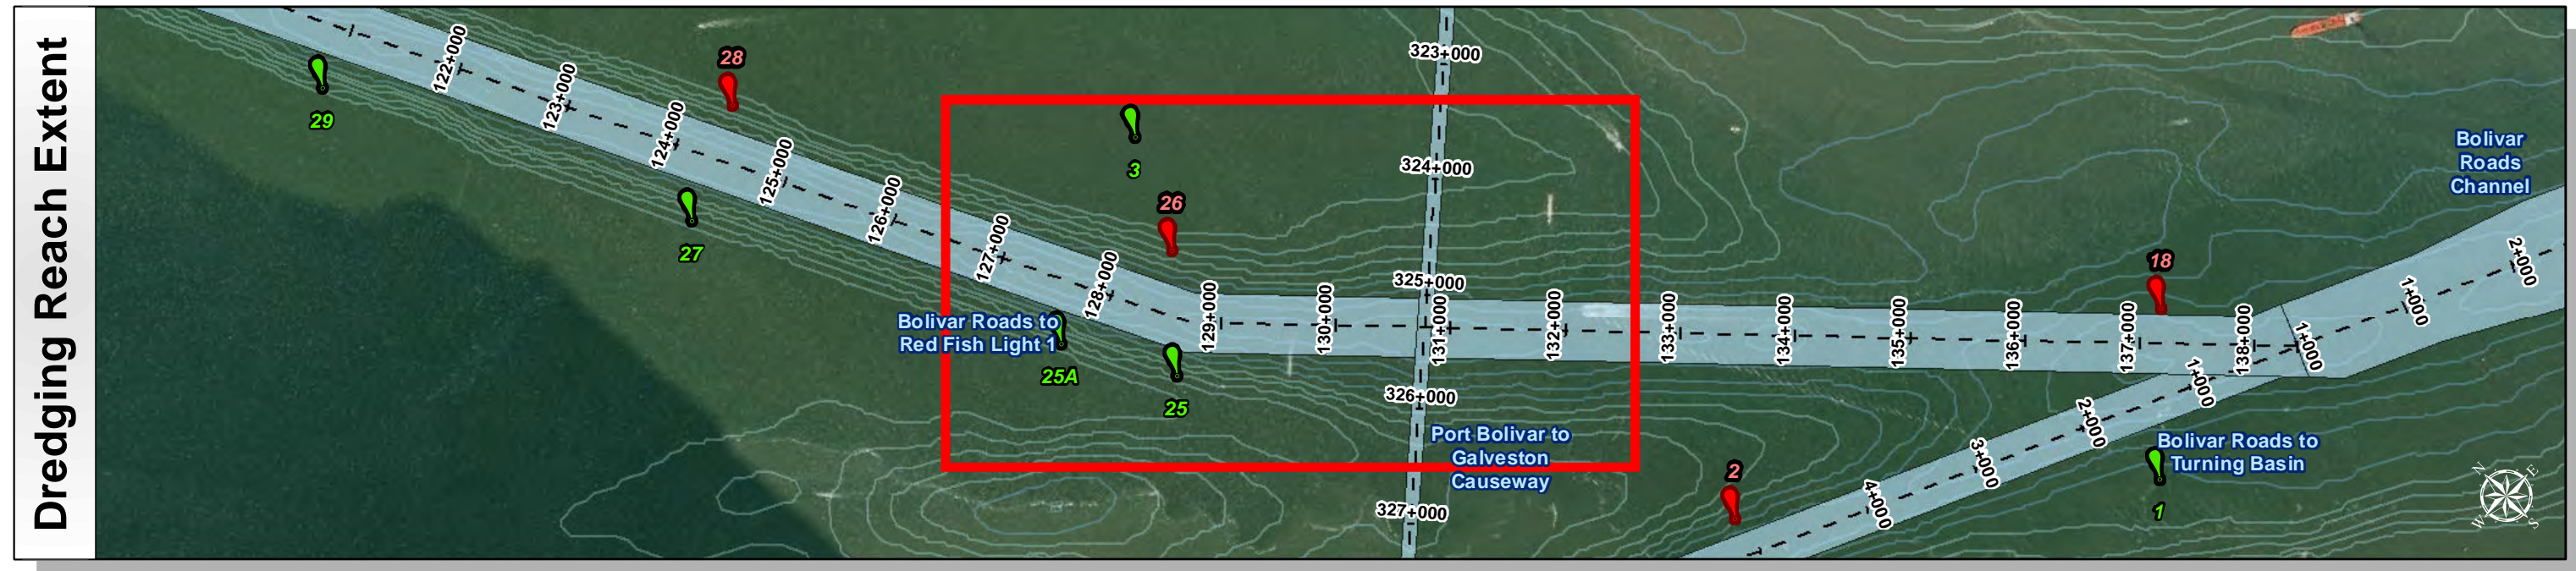 Dredging Reach Extent
122+000
123+000
124+000
125+000
126+000
127+000
128+000
129+000
130+000
131+000
132+000
133+000
134+000
135+000
136+000
137+000
138+000
1+000
1+000
2+000
1+000
2+000
3+000
4+000
323+000
324+000
325+000
326+000
327+000
29
28
27
3
26
25A
25
18
2
1
Bolivar Roads to
Red Fish Light 1
Port Bolivar to
Galveston
Causeway
Bolivar
Roads
Channel
Bolivar Roads to
Turning Basin
N
E
W
S